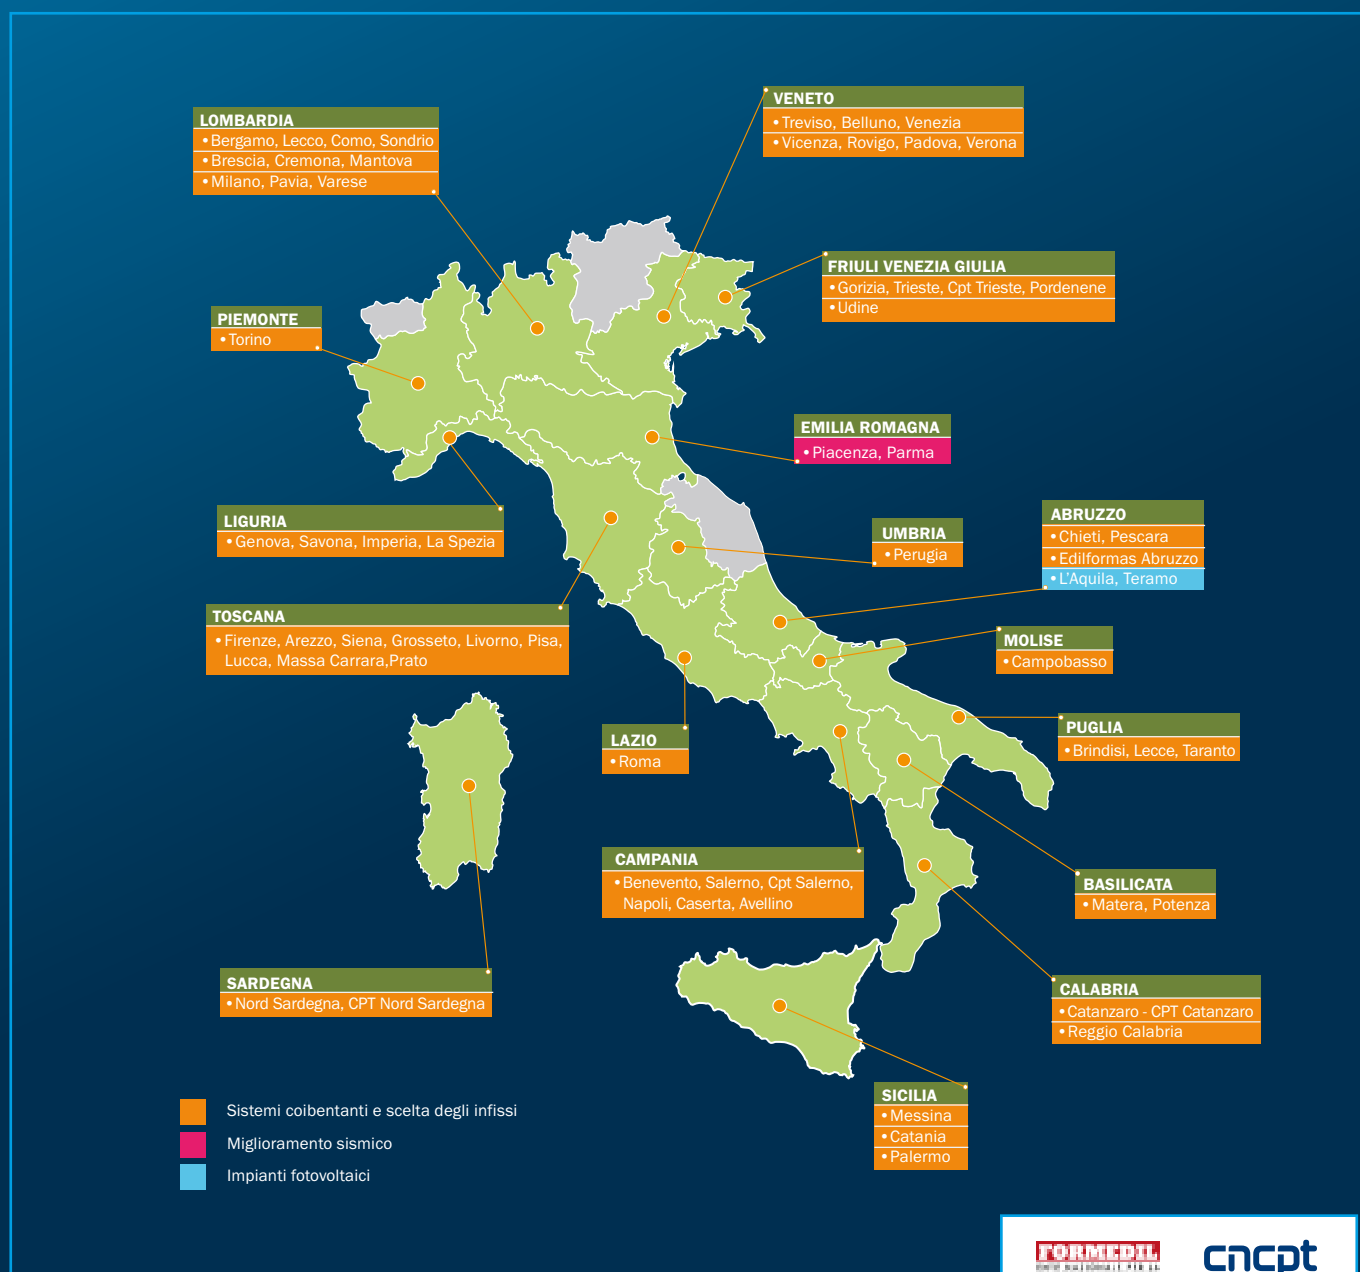 VENETO
• Treviso, Belluno, Venezia
• Vicenza, Rovigo, Padova, Verona
LOMBARDIA
• Bergamo, Lecco, Como, Sondrio
• Brescia, Cremona, Mantova
• Milano, Pavia, Varese
FRIULI VENEZIA GIULIA
• Gorizia, Trieste, Cpt Trieste, Pordenene
• Udine
PIEMONTE
• Torino
EMILIA ROMAGNA
• Piacenza, Parma
LIGURIA
• Genova, Savona, Imperia, La Spezia
UMBRIA
• Perugia
ABRUZZO
• Chieti, Pescara
• Edilformas Abruzzo
• L'Aquila, Teramo
TOSCANA
• Firenze, Arezzo, Siena, Grosseto, Livorno, Pisa,
Lucca, Massa Carrara,Prato
MOLISE
• Campobasso
LAZIO
• Roma
PUGLIA
• Brindisi, Lecce, Taranto
CAMPANIA
• Benevento, Salerno, Cpt Salerno,
Napoli, Caserta, Avellino
BASILICATA
• Matera, Potenza
SARDEGNA
• Nord Sardegna, CPT Nord Sardegna
CALABRIA
• Catanzaro - CPT Catanzaro
• Reggio Calabria
SICILIA
• Messina
• Catania
• Palermo
Sistemi coibentanti e scelta degli infissi
Miglioramento sismico
Impianti fotovoltaici
FORMEDIL
cncpt